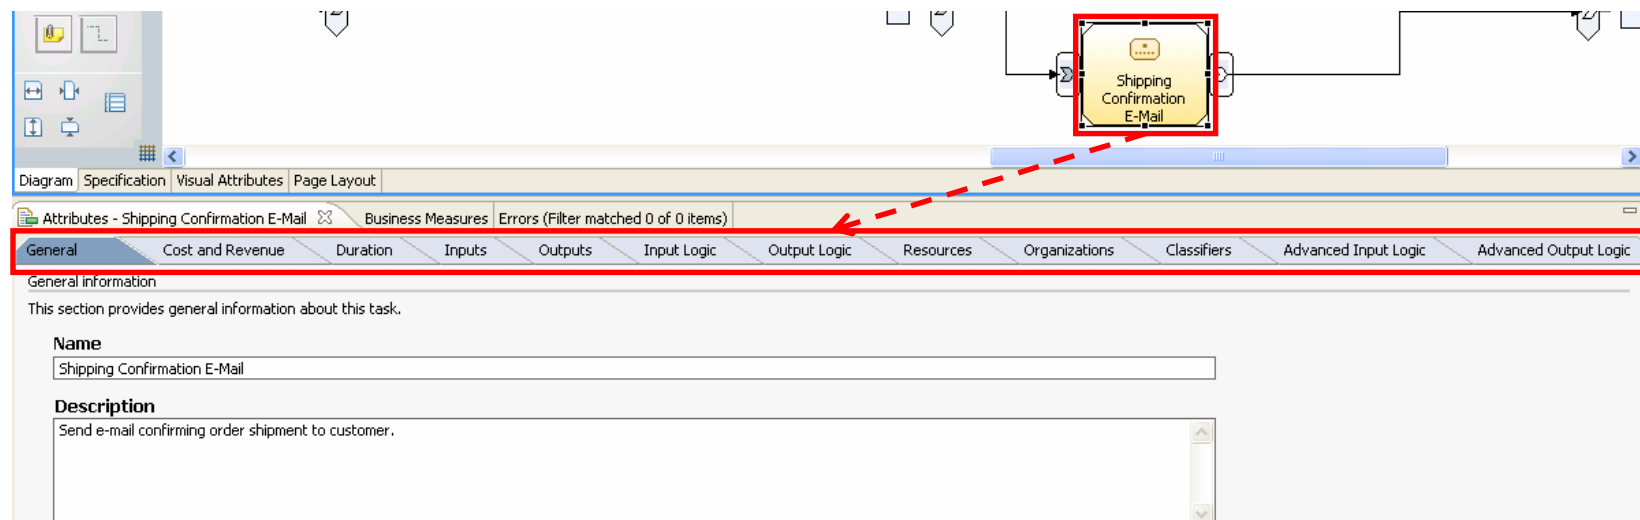 Shipping
Confirmation
E-Mail
Diagram Specification Visual Attributes Page Layout
Attributes - Shipping Confirmation E-Mail Business Measures Errors (Filter matched 0 of 0 items)
General Cost and Revenue Duration Inputs Outputs Input Logic Output Logic Resources Organizations Classifiers Advanced Input Logic Advanced Output Logic
General information
This section provides general information about this task.
Name
Shipping Confirmation E-Mail
Description
Send e-mail confirming order shipment to customer.